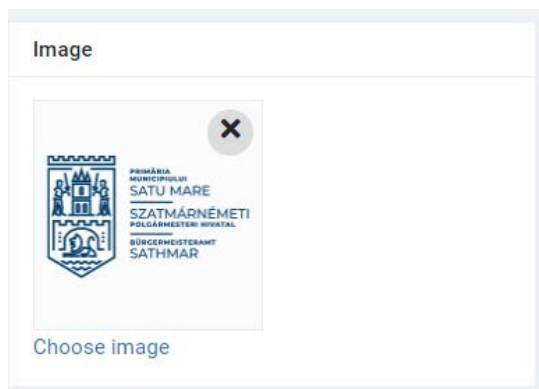 Image
PRIMĂRIA
MUNICIPIULUI
SATU MARE
SZATMÁRNÉMETI
POLGÁRMESTERI HIVATAL
BÜRGERMEISTERAMT
SATHMAR
Choose image